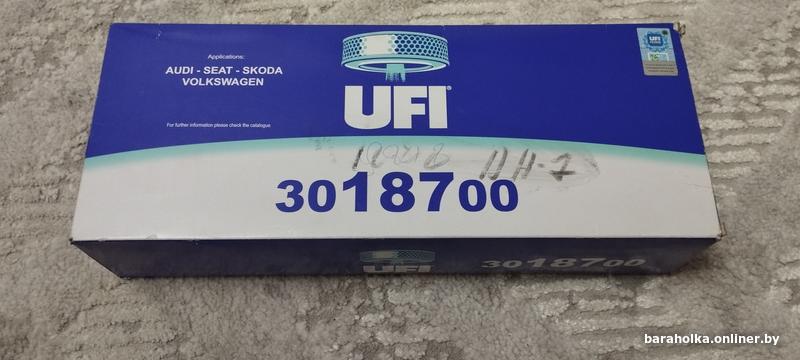 Applications:
AUDI - SEAT - SKODA
VOLKSWAGEN
For further information please check the catalogue
UFI
UFI
3018700
UFI
3018700
baraholka.onliner.by